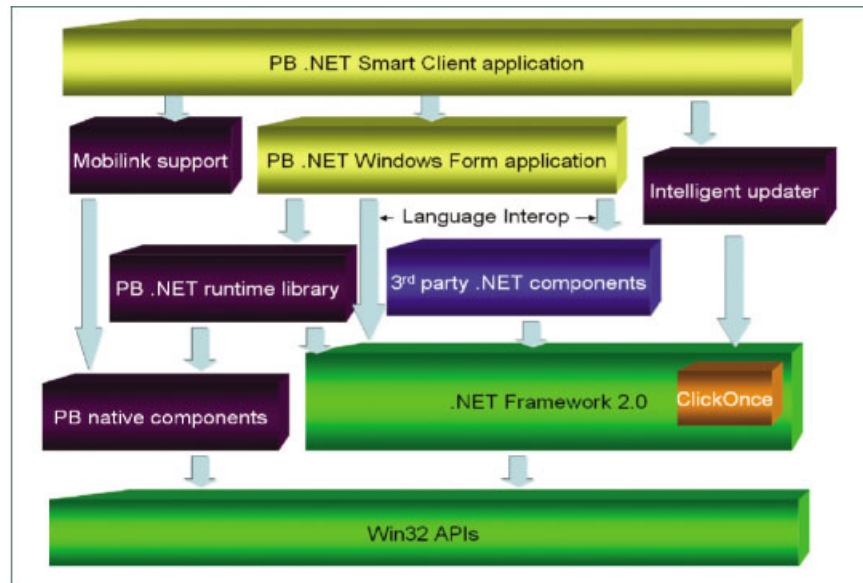 PB .NET Smart Client application
Mobilink support
PB .NET Windows Form application
Intelligent updater
Language Interop
PB .NET runtime library
3rd party .NET components
PB native components
.NET Framework 2.0
ClickOnce
Win32 APIs